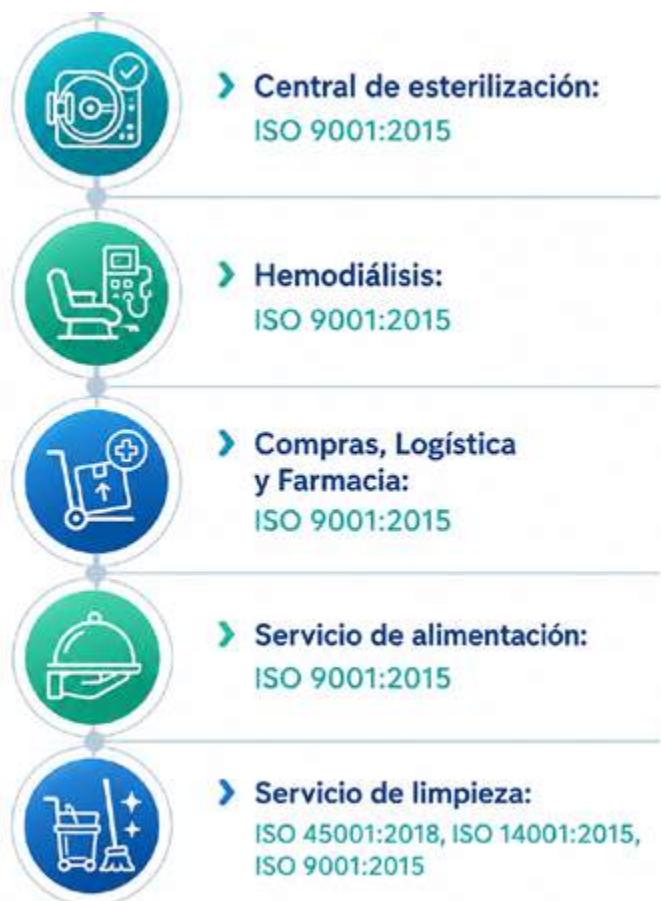 Central de esterilización:
ISO 9001:2015
Hemodiálisis:
ISO 9001:2015
Compras, Logística
y Farmacia:
ISO 9001:2015
Servicio de alimentación:
ISO 9001:2015
Servicio de limpieza:
ISO 45001:2018, ISO 14001:2015,
ISO 9001:2015